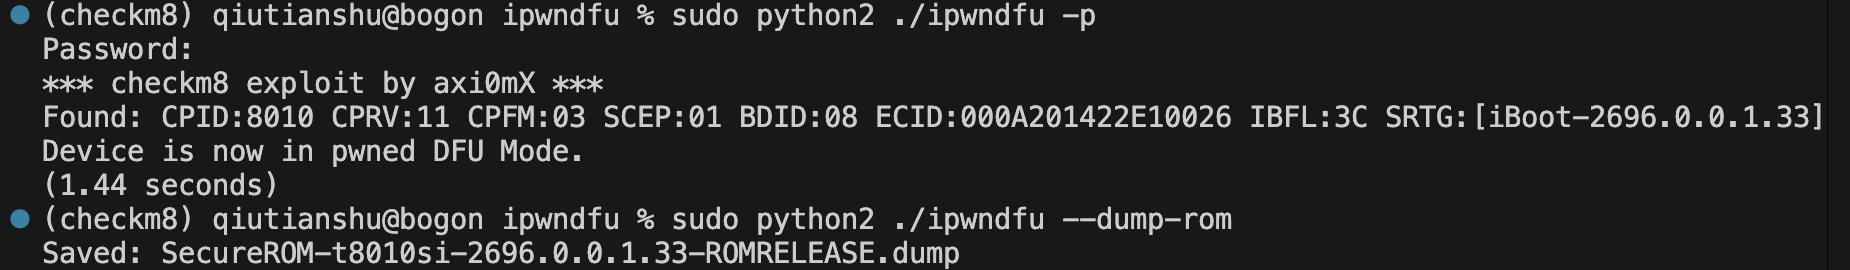 (checkm8) qiutianshu@bogon ipwndfu % sudo python2 ./ipwndfu -p
Password:
*** checkm8 exploit by axi0mX ***
Found: CPID:8010 CPRV:11 CPFM:03 SCEP:01 BDID:08 ECID:000A201422E10026 IBFL:3C SRTG:[iBoot-2696.0.0.1.33]
Device is now in pwned DFU Mode.
(1.44 seconds)
(checkm8) qiutianshu@bogon ipwndfu % sudo python2 ./ipwndfu --dump-rom
Saved: SecureROM-t8010si-2696.0.0.1.33-ROMRELEASE.dump